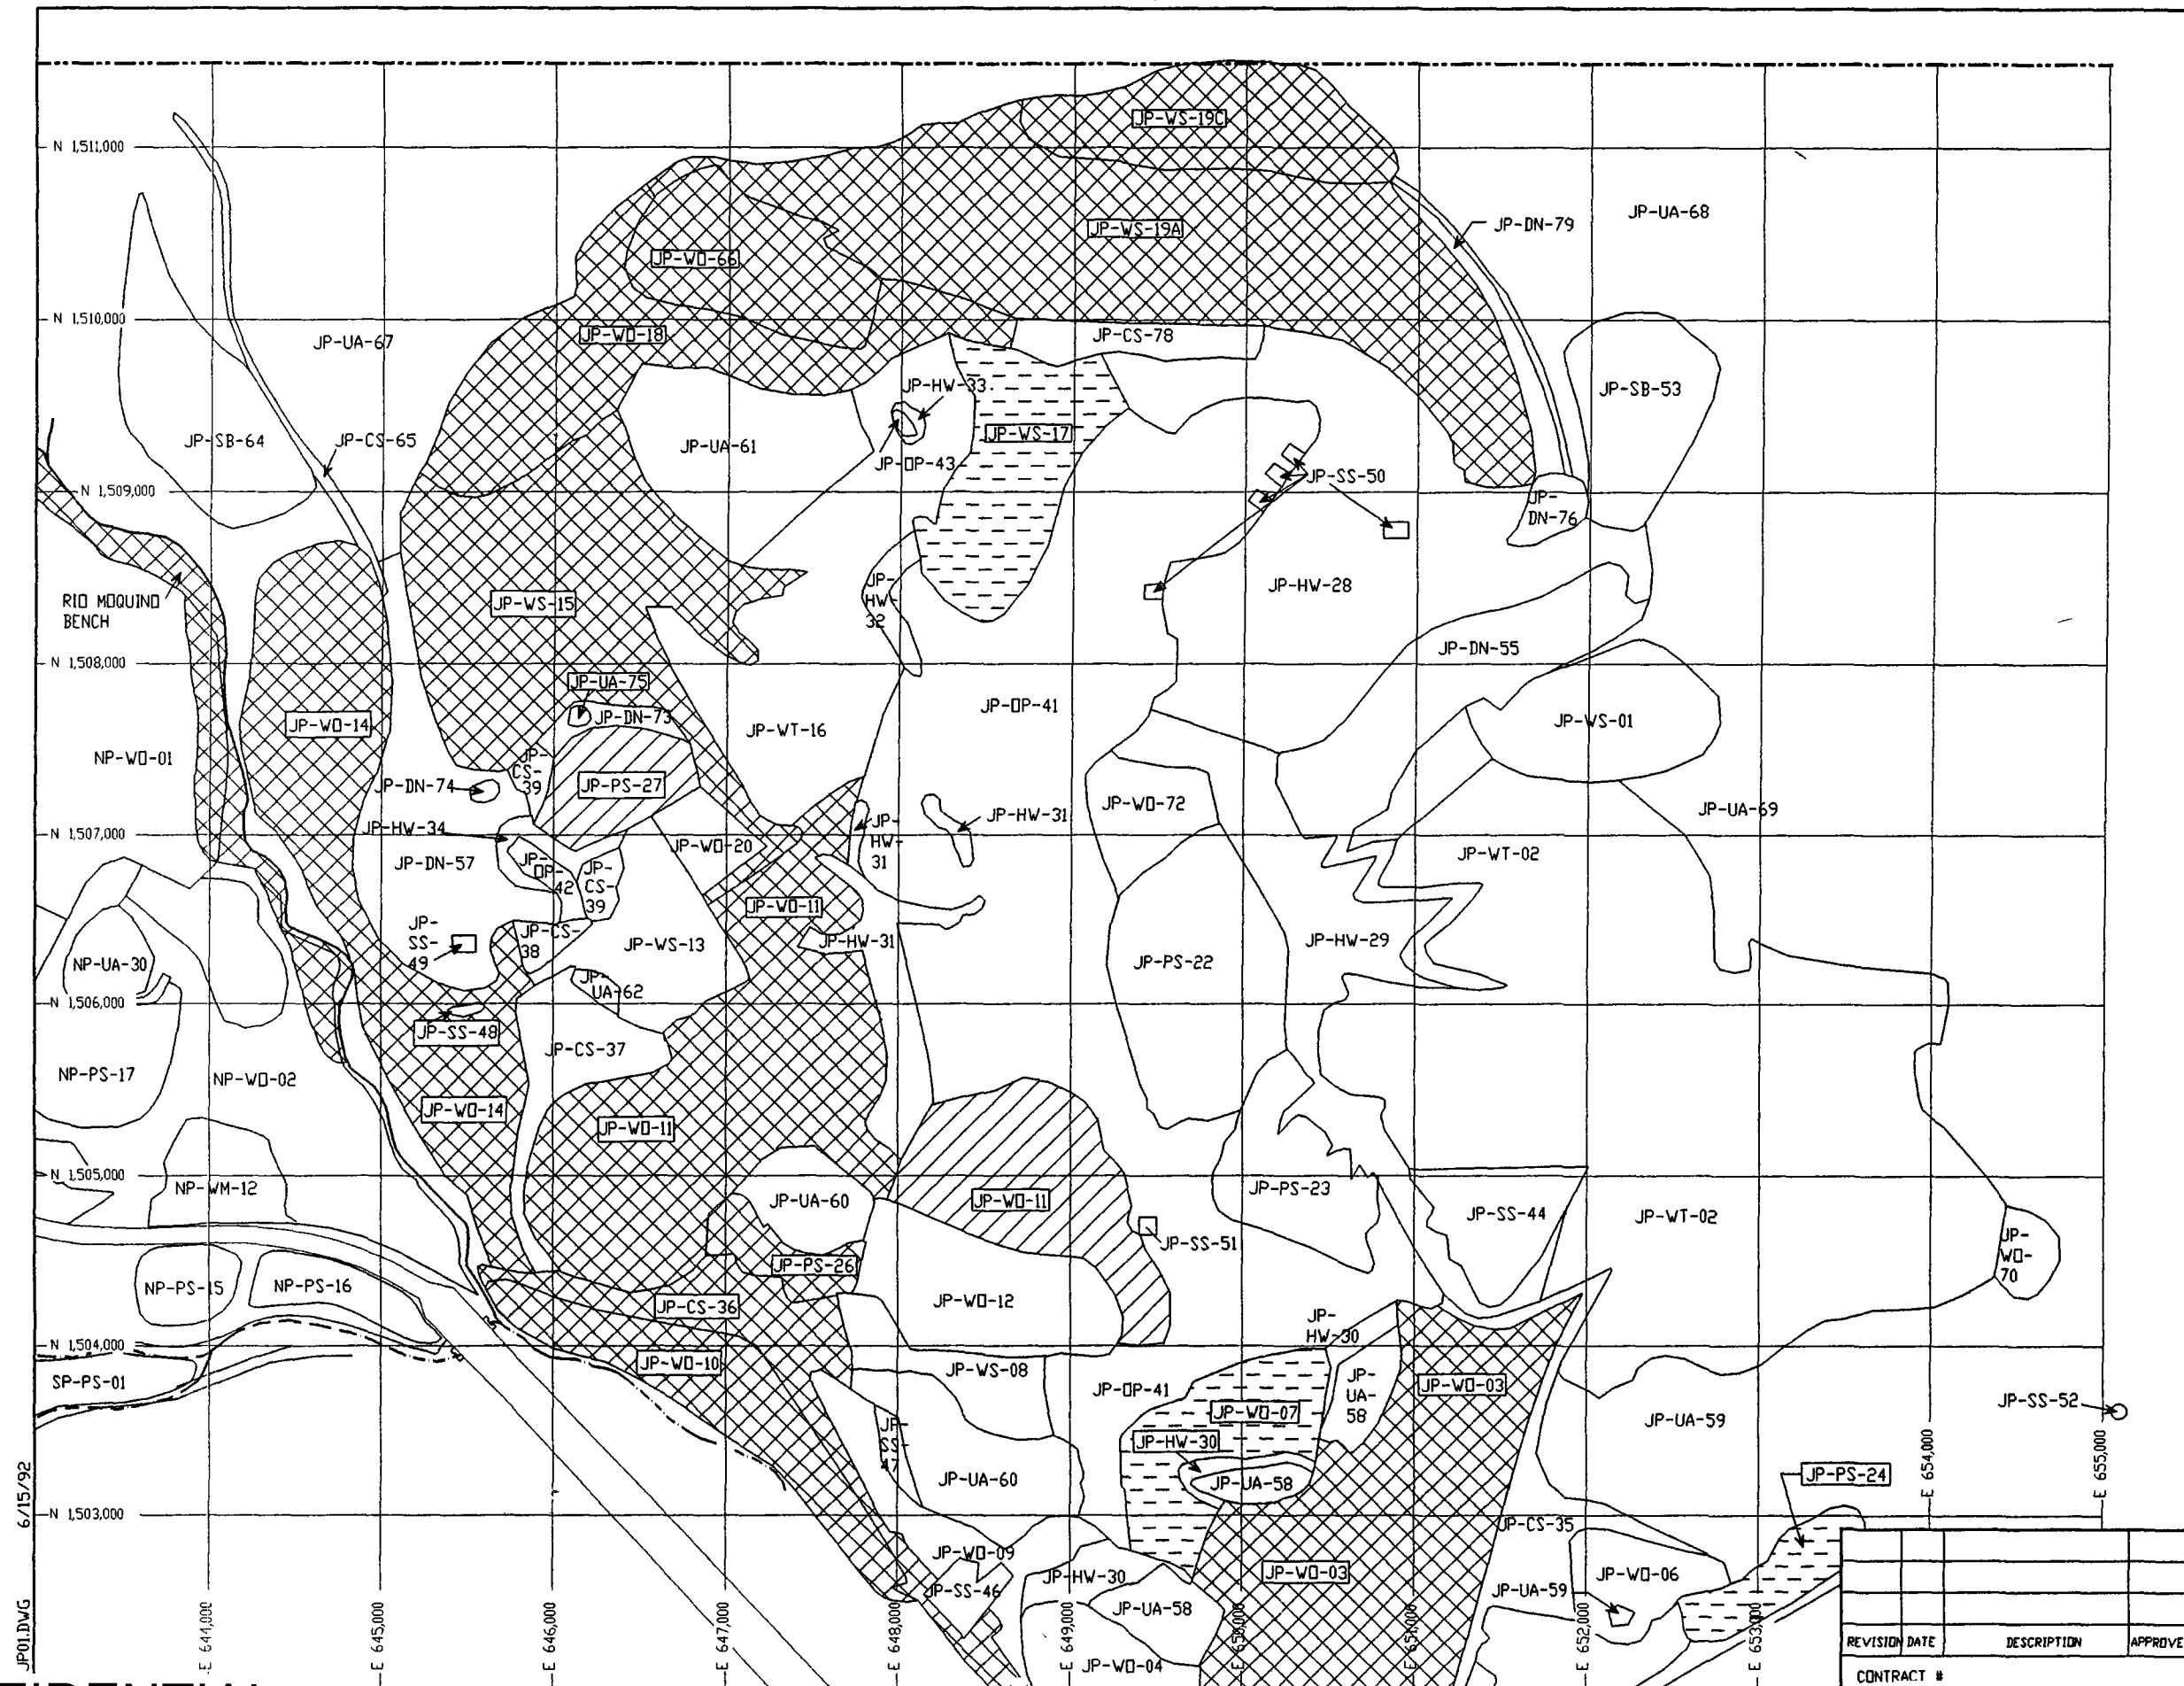 JP-WS-19C
N 1,511,000
JP-UA-68
JP-DN-79
JP-WS-19A
JP-WO-66
N 1,510,000
JP-WO-18
JP-CS-78
JP-UA-67
JP-HW-33
JP-SB-53
JP-SB-64
JP-CS-65
JP-UA-61
JP-WS-17
JP-OP-43
JP-SS-50
N 1,509,000
JP-
DN-76
JP-
HW-
32
JP-HW-28
RIO MOQUINO
BENCH
JP-WS-15
N 1,508,000
JP-DN-55
JP-UA-75
JP-DN-73
JP-OP-41
JP-WO-14
JP-WT-16
JP-WS-01
NP-WO-01
JP-
CS-
39
JP-DN-74
JP-PS-27
JP-WO-72
JP-HW-31
JP-UA-69
N 1,507,000
JP-HW-34
JP-
HW-
31
JP-WO-20
JP-WT-02
JP-DN-57
JP-
OP-
42
JP-
CS-
39
JP-WO-11
JP-
SS-
49
JP-CS-
38
JP-WS-13
JP-HW-31
JP-HW-29
NP-UA-30
JP-PS-22
JP-
UA-62
N 1,506,000
JP-SS-48
JP-CS-37
NP-PS-17
NP-WO-02
JP-WO-14
JP-WO-11
N 1,505,000
NP-WM-12
JP-UA-60
JP-WO-11
JP-PS-23
JP-SS-44
JP-WT-02
JP-SS-51
JP-
WO-
70
JP-PS-26
NP-PS-15
NP-PS-16
JP-CS-36
JP-WO-12
JP-
HW-30
N 1,504,000
JP-WO-10
JP-WS-08
SP-PS-01
JP-OP-41
JP-
UA-
58
JP-WO-03
JP-SS-52
JP-WO-07
JP-UA-59
JP-
SS-
47
JP-HW-30
JP-UA-60
JP-UA-58
JP-PS-24
N 1,503,000
JP-CS-35
JP-WO-09
JP-SS-46
JP-HW-30
JP-WO-03
JP-UA-59
JP-WO-06
JP-UA-58
JP-WO-04
E 644,000
E 645,000
E 646,000
E 647,000
E 648,000
E 649,000
E 650,000
E 651,000
E 652,000
E 653,000
E 654,000
E 655,000
JP01.DWG 6/15/92
REVISION DATE DESCRIPTION APPROVE
CONTRACT #